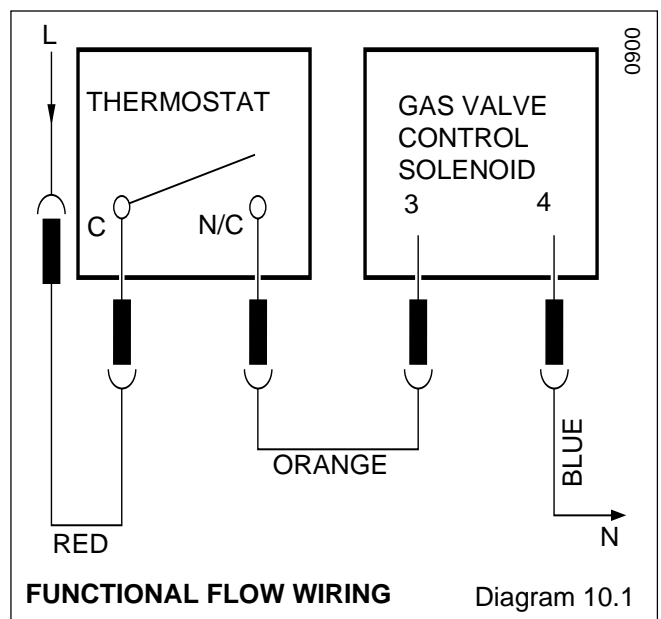 L
0900
THERMOSTAT
GAS VALVE
CONTROL
SOLENOID
3 4
C N/C
ORANGE
BLUE
RED
N
FUNCTIONAL FLOW WIRING Diagram 10.1